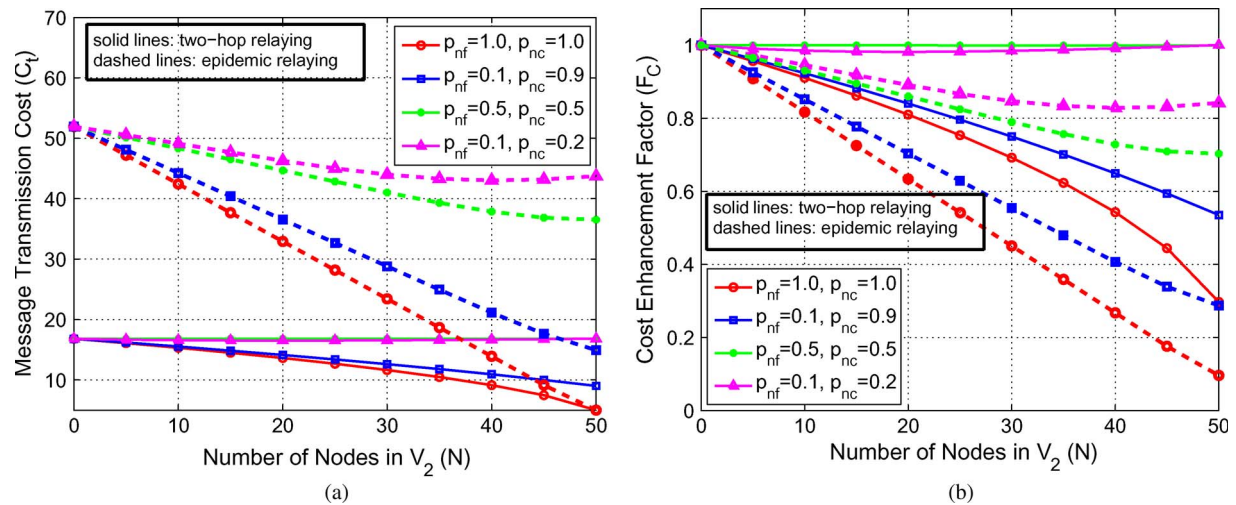 70
60
50
40
30
20
10
0 10 20 30 40 50
Message Transmission Cost (C_t)
Number of Nodes in V_2 (N)
solid lines: two-hop relaying
dashed lines: epidemic relaying
p_nf=1.0, p_nc=1.0
p_nf=0.1, p_nc=0.9
p_nf=0.5, p_nc=0.5
p_nf=0.1, p_nc=0.2
(a)
1
0.8
0.6
0.4
0.2
0
0 10 20 30 40 50
Cost Enhancement Factor (F_C)
Number of Nodes in V_2 (N)
solid lines: two-hop relaying
dashed lines: epidemic relaying
p_nf=1.0, p_nc=1.0
p_nf=0.1, p_nc=0.9
p_nf=0.5, p_nc=0.5
p_nf=0.1, p_nc=0.2
(b)